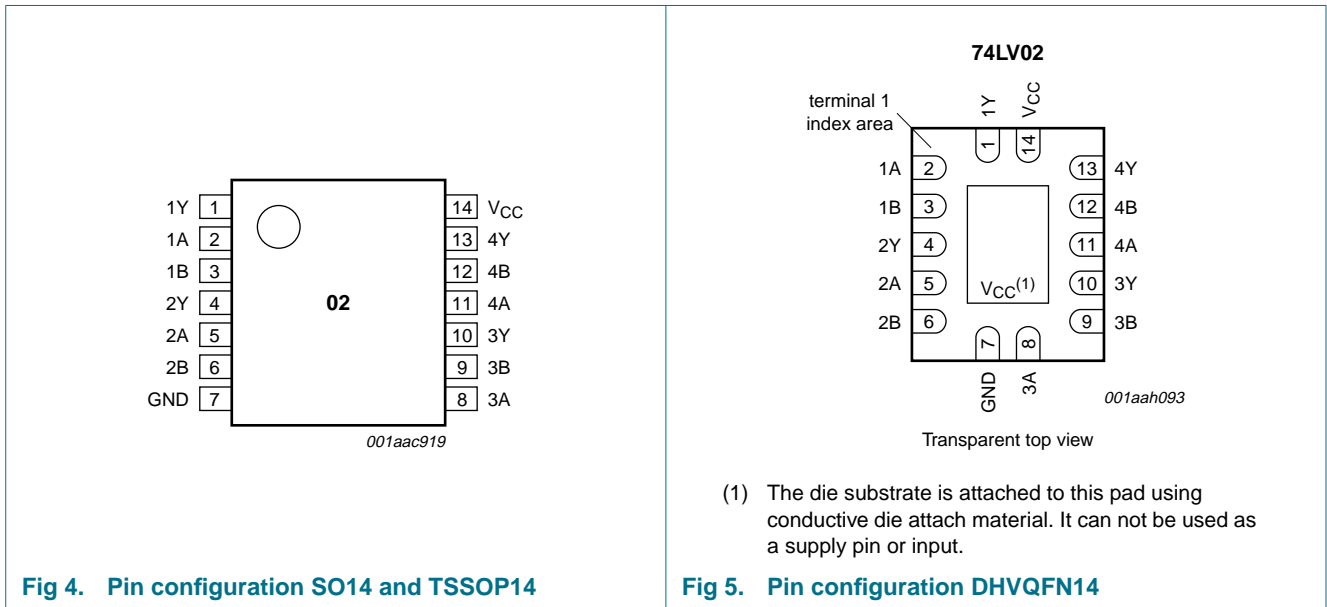 1Y 1
1A 2
1B 3
2Y 4
2A 5
2B 6
GND 7
02
14 VCC
13 4Y
12 4B
11 4A
10 3Y
9 3B
8 3A
001aac919
Fig 4. Pin configuration SO14 and TSSOP14
74LV02
terminal 1
index area
1Y VCC
1 14
1A 2
1B 3
2Y 4
2A 5
2B 6
13 4Y
12 4B
11 4A
10 3Y
9 3B
VCC(1)
7 8
GND 3A
001aah093
Transparent top view
(1) The die substrate is attached to this pad using
conductive die attach material. It can not be used as
a supply pin or input.
Fig 5. Pin configuration DHVQFN14